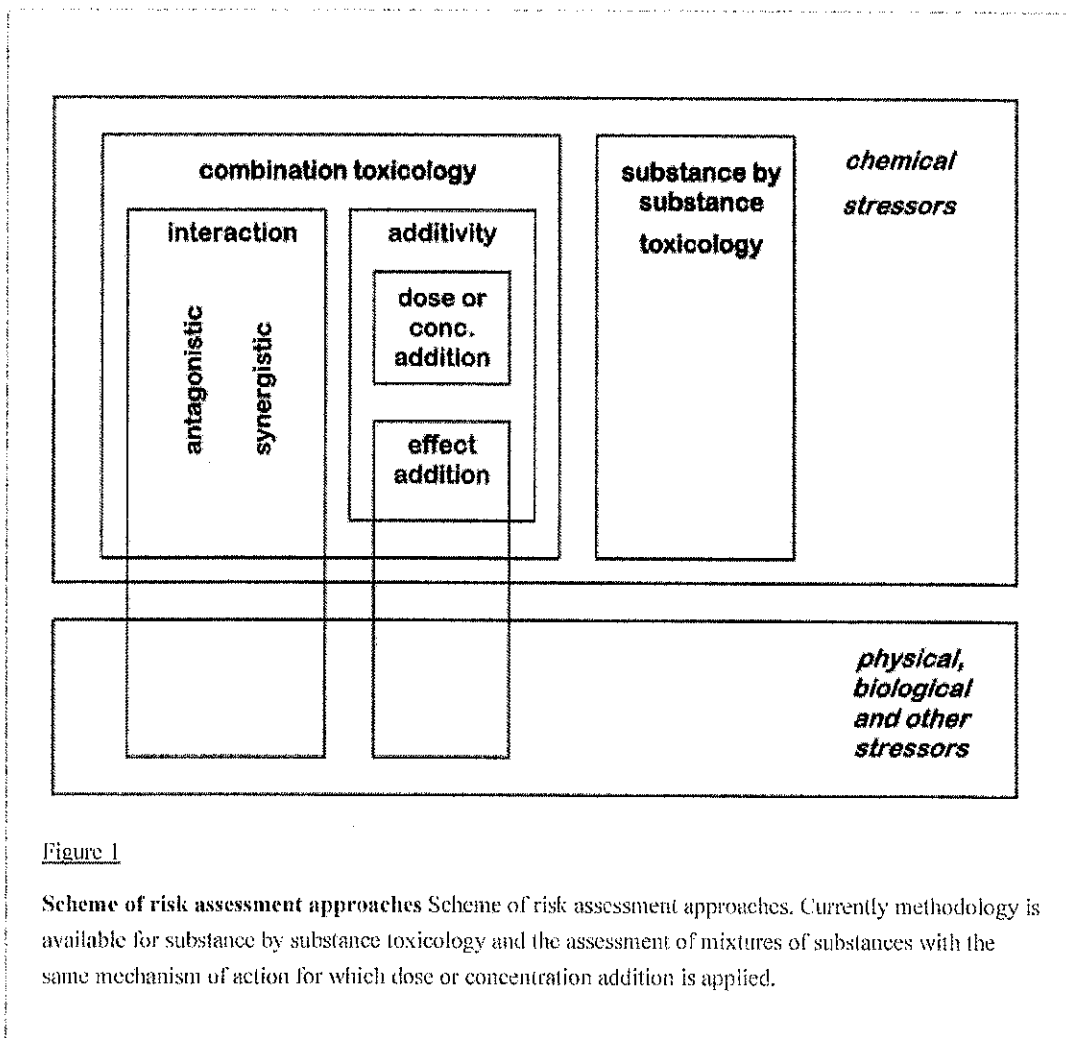 combination toxicology
interaction
antagonistic
synergistic
additivity
dose or
conc.
addition
effect
addition
substance by
substance
toxicology
chemical
stressors
physical,
biological
and other
stressors
Figure 1
Scheme of risk assessment approaches Scheme of risk assessment approaches. Currently methodology is
available for substance by substance toxicology and the assessment of mixtures of substances with the
same mechanism of action for which dose or concentration addition is applied.